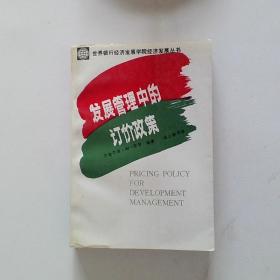 世界银行经济发展学院经济发展丛书
发展管理中的
订价政策
PRICING POLICY
FOR
DEVELOPMENT
MANAGEMENT